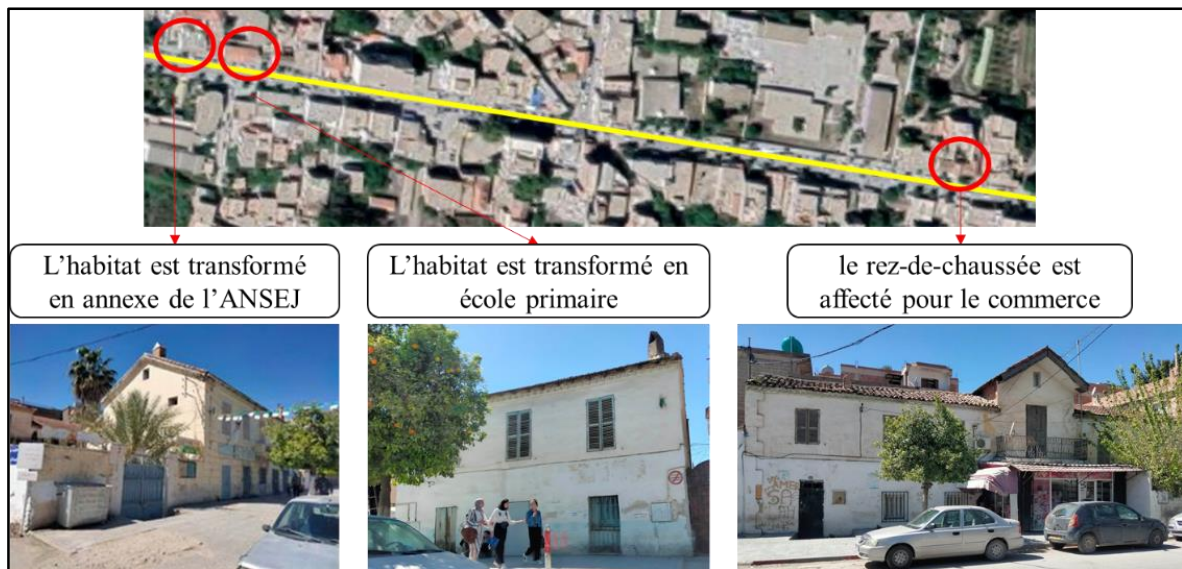 L'habitat est transformé
en annexe de l'ANSEJ
L'habitat est transformé en
école primaire
le rez-de-chaussée est
affecté pour le commerce